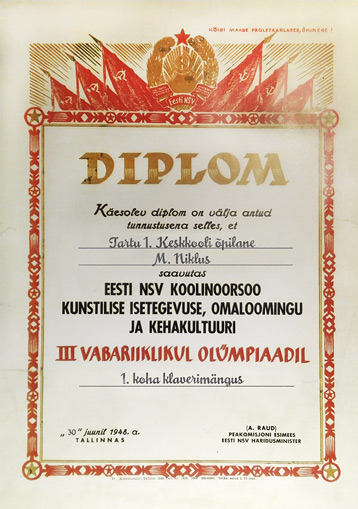 KÕIGI MAADE PROLETAARLASED, ÜHINEGE!
EESTI NSV
DIPLOM
Käesolev diplom on välja antud
tunnustusena selles, et
Tartu 1. Keskkooli õpilane
M. Niklus
saavutas
EESTI NSV KOOLINOORSOO
KUNSTILISE ISETEGEVUSE, OMALOOMINGU
JA KEHAKULTUURI
III VABARIIKLIKUL OLÜMPIAADIL
1. koha klaverimängus
„30" juunil 1948. a.
TALLINNAS
(A. RAUD)
PEAKOMISJONI ESIMEES
EESTI NSV HARIDUSMINISTER